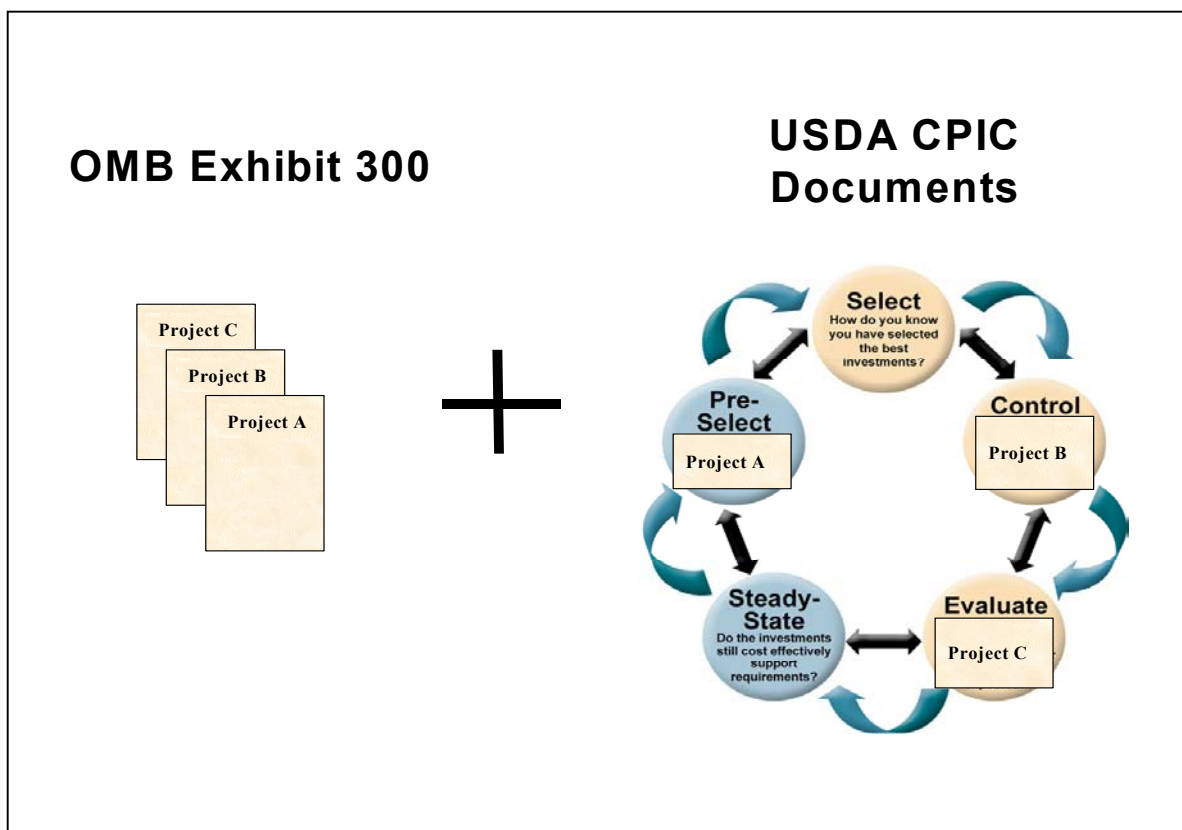 OMB Exhibit 300
USDA CPIC
Documents
Project C
Project B
Project A
Select
How do you know
you have selected
the best
investments?
Pre-
Select
Project A
Control
Project B
Steady-
State
Do the investments
still cost effectively
support
requirements?
Evaluate
Project C